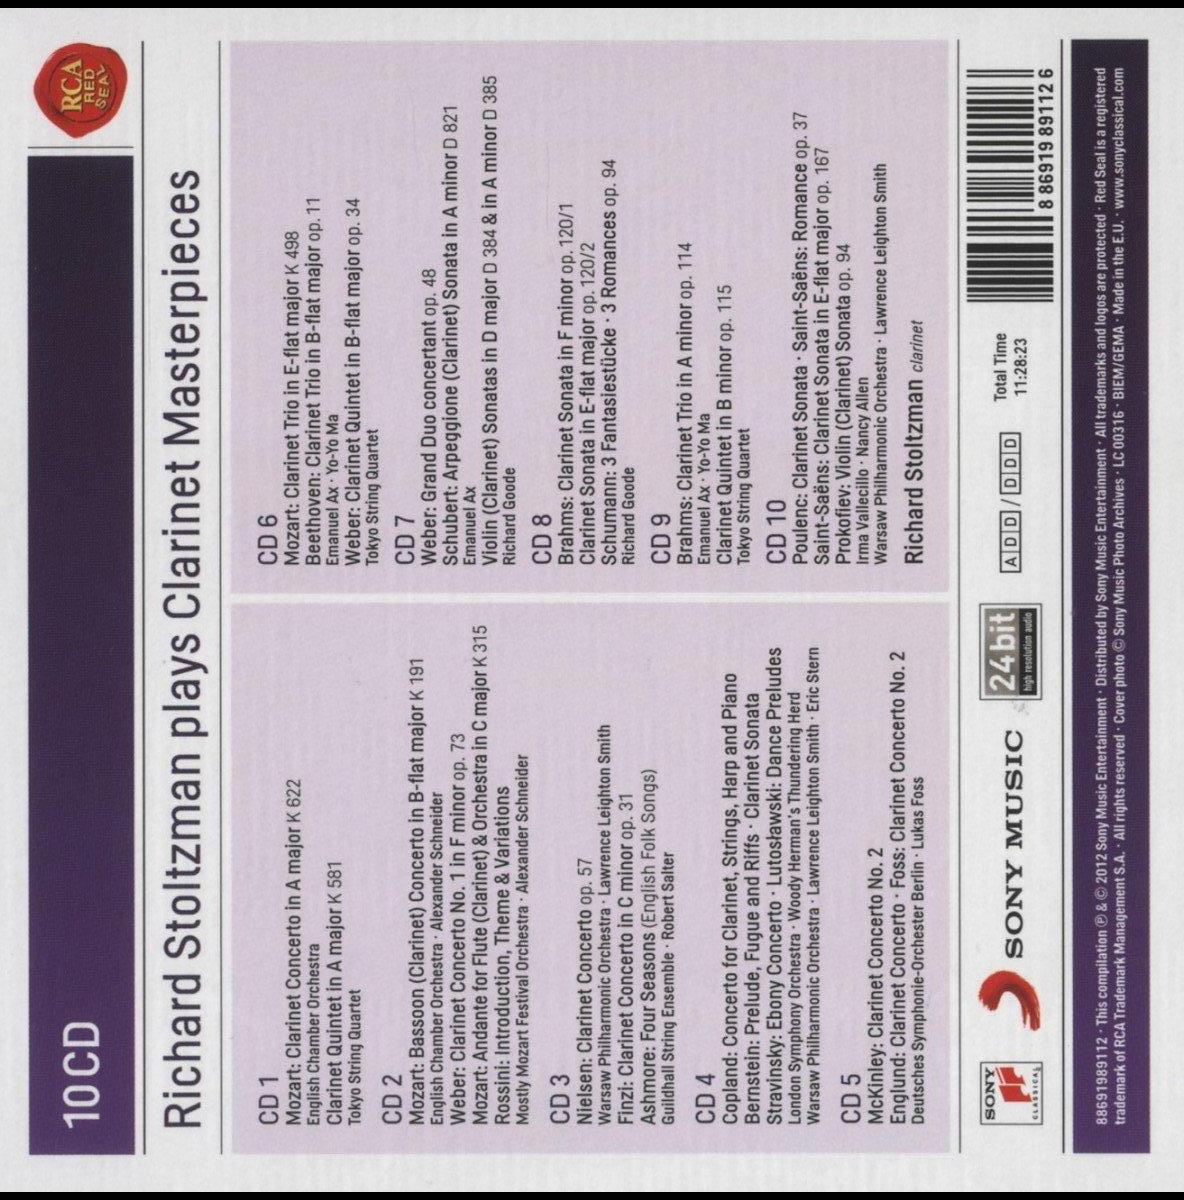 10 CD
RCA
RED
SEAL
Richard Stoltzman plays Clarinet Masterpieces
CD 1
Mozart: Clarinet Concerto in A major K 622
English Chamber Orchestra
Clarinet Quintet in A major K 581
Tokyo String Quartet
CD 2
Mozart: Bassoon (Clarinet) Concerto in B-flat major K 191
English Chamber Orchestra · Alexander Schneider
Weber: Clarinet Concerto No. 1 in F minor op. 73
Mozart: Andante for Flute (Clarinet) & Orchestra in C major K 315
Rossini: Introduction, Theme & Variations
Mostly Mozart Festival Orchestra · Alexander Schneider
CD 3
Nielsen: Clarinet Concerto op. 57
Warsaw Philharmonic Orchestra · Lawrence Leighton Smith
Finzi: Clarinet Concerto in C minor op. 31
Ashmore: Four Seasons (English Folk Songs)
Guildhall String Ensemble · Robert Salter
CD 4
Copland: Concerto for Clarinet, Strings, Harp and Piano
Bernstein: Prelude, Fugue and Riffs · Clarinet Sonata
Stravinsky: Ebony Concerto · Lutosławski: Dance Preludes
London Symphony Orchestra · Woody Herman's Thundering Herd
Warsaw Philharmonic Orchestra · Lawrence Leighton Smith · Eric Stern
CD 5
McKinley: Clarinet Concerto No. 2
Englund: Clarinet Concerto · Foss: Clarinet Concerto No. 2
Deutsches Symphonie-Orchester Berlin · Lukas Foss
CD 6
Mozart: Clarinet Trio in E-flat major K 498
Beethoven: Clarinet Trio in B-flat major op. 11
Emanuel Ax · Yo-Yo Ma
Weber: Clarinet Quintet in B-flat major op. 34
Tokyo String Quartet
CD 7
Weber: Grand Duo concertant op. 48
Schubert: Arpeggione (Clarinet) Sonata in A minor D 821
Emanuel Ax
Violin (Clarinet) Sonatas in D major D 384 & in A minor D 385
Richard Goode
CD 8
Brahms: Clarinet Sonata in F minor op. 120/1
Clarinet Sonata in E-flat major op. 120/2
Schumann: 3 Fantasiestücke · 3 Romances op. 94
Richard Goode
CD 9
Brahms: Clarinet Trio in A minor op. 114
Emanuel Ax · Yo-Yo Ma
Clarinet Quintet in B minor op. 115
Tokyo String Quartet
CD 10
Poulenc: Clarinet Sonata · Saint-Saëns: Romance op. 37
Saint-Saëns: Clarinet Sonata in E-flat major op. 167
Prokofiev: Violin (Clarinet) Sonata op. 94
Irma Vallecillo · Nancy Allen
Warsaw Philharmonic Orchestra · Lawrence Leighton Smith
Richard Stoltzman clarinet
SONY
CLASSICAL
SONY MUSIC
24bit
high resolution audio
ADD / DDD
Total Time
11:28:23
8 86919 89112 6
88691989112 · This compilation ℗ & © 2012 Sony Music Entertainment · Distributed by Sony Music Entertainment · All trademarks and logos are protected · Red Seal is a registered
trademark of RCA Trademark Management S.A. · All rights reserved · Cover photo © Sony Music Photo Archives · LC 00316 · BIEM/GEMA · Made in the E.U. · www.sonyclassical.com